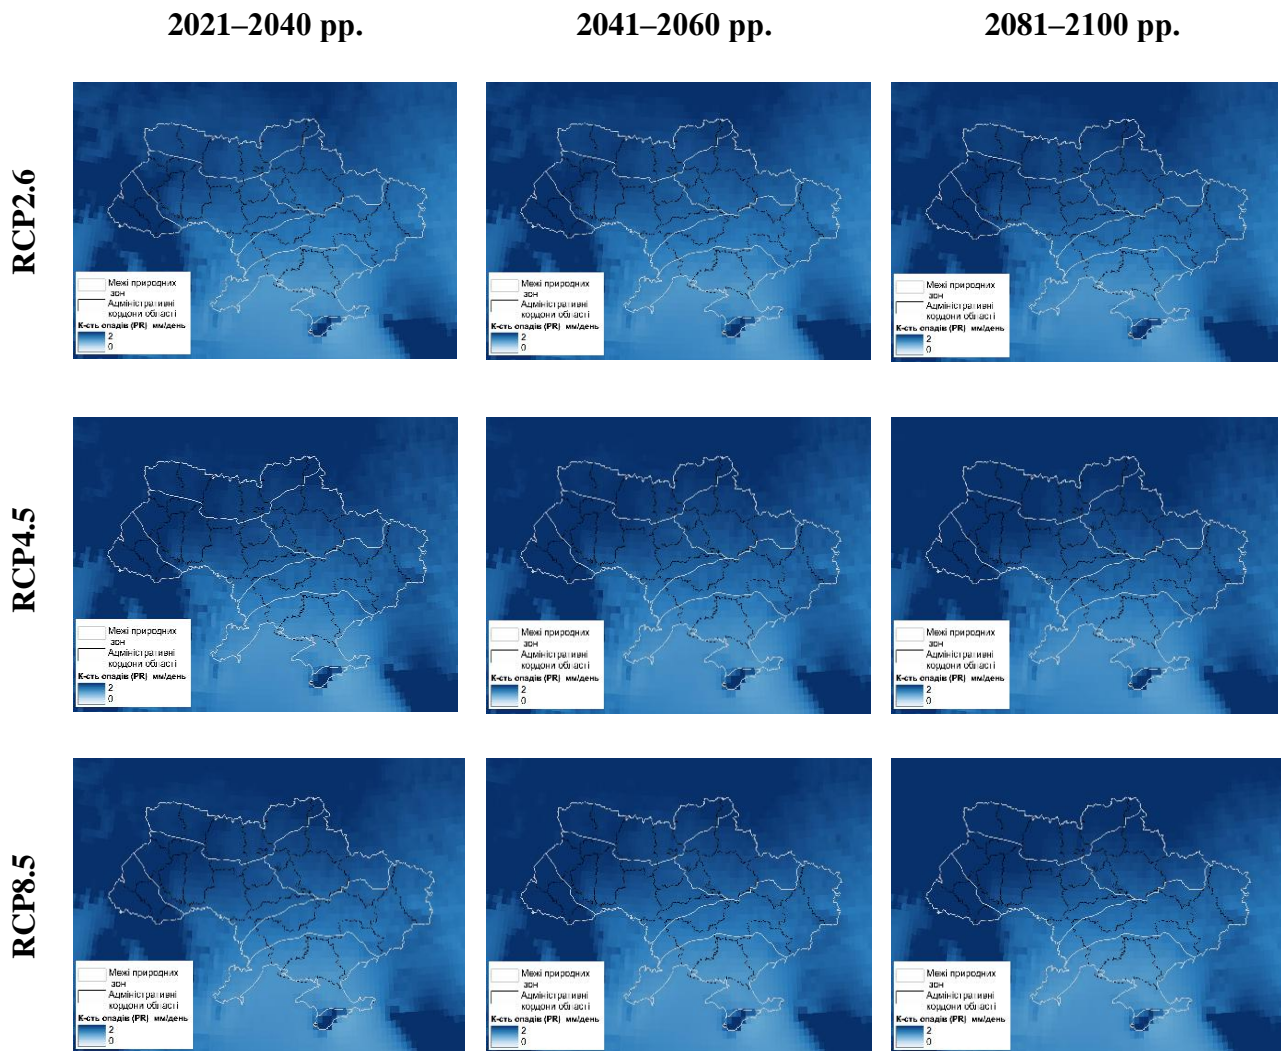 2021–2040 рр.
2041–2060 рр.
2081–2100 рр.
RCP2.6
Межі природних
зон
Адміністративні
кордони області
К-сть опадів (PR) мм/день
2
0
Межі природних
зон
Адміністративні
кордони області
К-сть опадів (PR) мм/день
2
0
Межі природних
зон
Адміністративні
кордони області
К-сть опадів (PR) мм/день
2
0
RCP4.5
Межі природних
зон
Адміністративні
кордони області
К-сть опадів (PR) мм/день
2
0
Межі природних
зон
Адміністративні
кордони області
К-сть опадів (PR) мм/день
2
0
Межі природних
зон
Адміністративні
кордони області
К-сть опадів (PR) мм/день
2
0
RCP8.5
Межі природних
зон
Адміністративні
кордони області
К-сть опадів (PR) мм/день
2
0
Межі природних
зон
Адміністративні
кордони області
К-сть опадів (PR) мм/день
2
0
Межі природних
зон
Адміністративні
кордони області
К-сть опадів (PR) мм/день
2
0